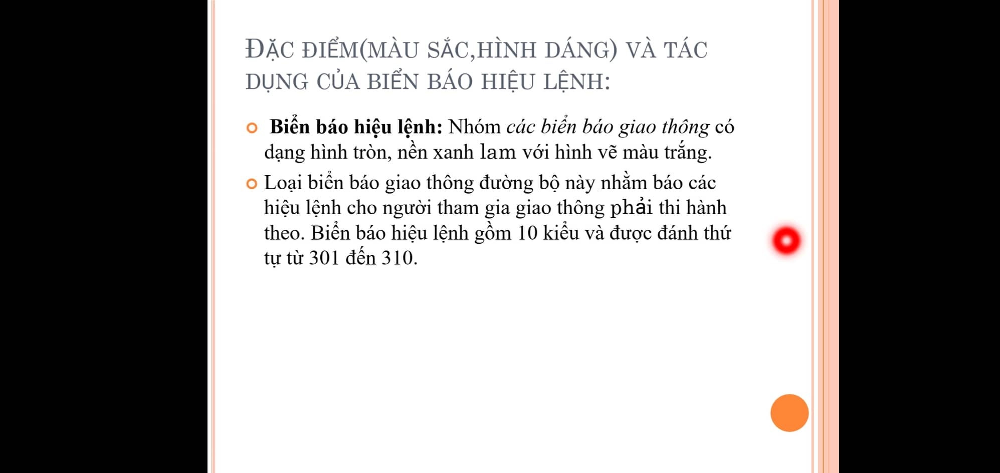 ĐẶC ĐIỂM(MÀU SẮC,HÌNH DÁNG) VÀ TÁC
DỤNG CỦA BIỂN BÁO HIỆU LỆNH:
Biển báo hiệu lệnh: Nhóm các biển báo giao thông có
dạng hình tròn, nền xanh lam với hình vẽ màu trắng.
Loại biển báo giao thông đường bộ này nhằm báo các
hiệu lệnh cho người tham gia giao thông phải thi hành
theo. Biển báo hiệu lệnh gồm 10 kiểu và được đánh thứ
tự từ 301 đến 310.